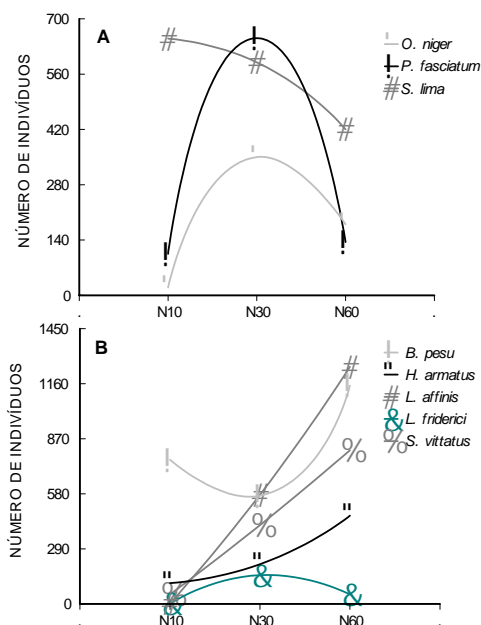 A
NÚMERO DE INDIVÍDUOS
700
560
420
280
140
0
N10 N30 N60
O. niger
P. fasciatum
S. lima
B
NÚMERO DE INDIVÍDUOS
1450
1160
870
580
290
0
N10 N30 N60
B. pesu
H. armatus
L. affinis
L. friderici
S. vittatus